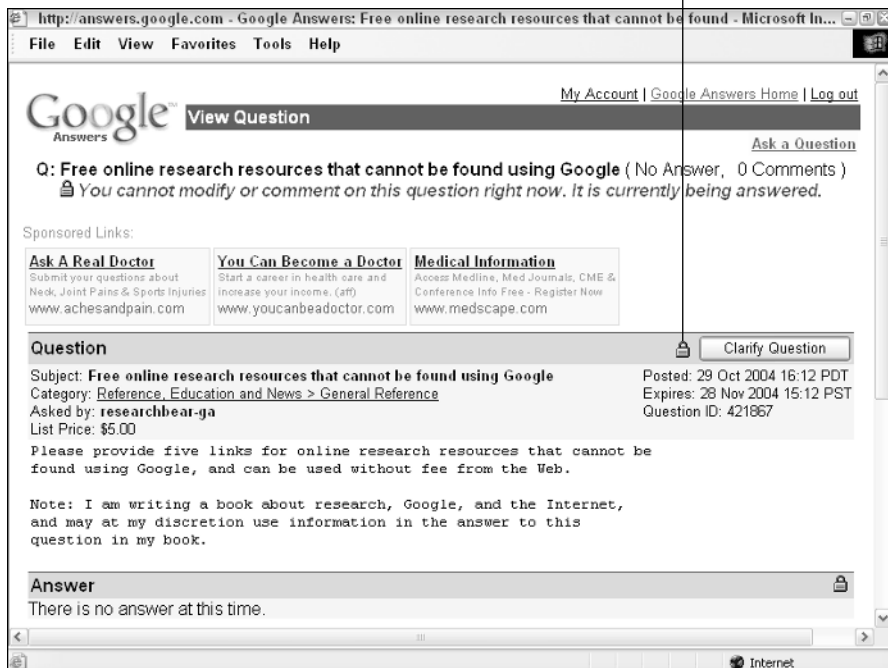 http://answers.google.com - Google Answers: Free online research resources that cannot be found - Microsoft In...
File Edit View Favorites Tools Help
My Account | Google Answers Home | Log out
Google™
Answers
View Question
Ask a Question
Q: Free online research resources that cannot be found using Google ( No Answer, 0 Comments )
You cannot modify or comment on this question right now. It is currently being answered.
Sponsored Links:
Ask A Real Doctor
Submit your questions about
Neck, Joint Pains & Sports Injuries
www.achesandpain.com
You Can Become a Doctor
Start a career in health care and
increase your income. (aff)
www.youcanbeadoctor.com
Medical Information
Access Medline, Med Journals, CME &
Conference Info Free - Register Now
www.medscape.com
Question
Clarify Question
Subject: Free online research resources that cannot be found using Google
Category: Reference, Education and News > General Reference
Asked by: researchbear-ga
List Price: $5.00
Posted: 29 Oct 2004 16:12 PDT
Expires: 28 Nov 2004 15:12 PST
Question ID: 421867
Please provide five links for online research resources that cannot be
found using Google, and can be used without fee from the Web.
Note: I am writing a book about research, Google, and the Internet,
and may at my discretion use information in the answer to this
question in my book.
Answer
There is no answer at this time.
Internet